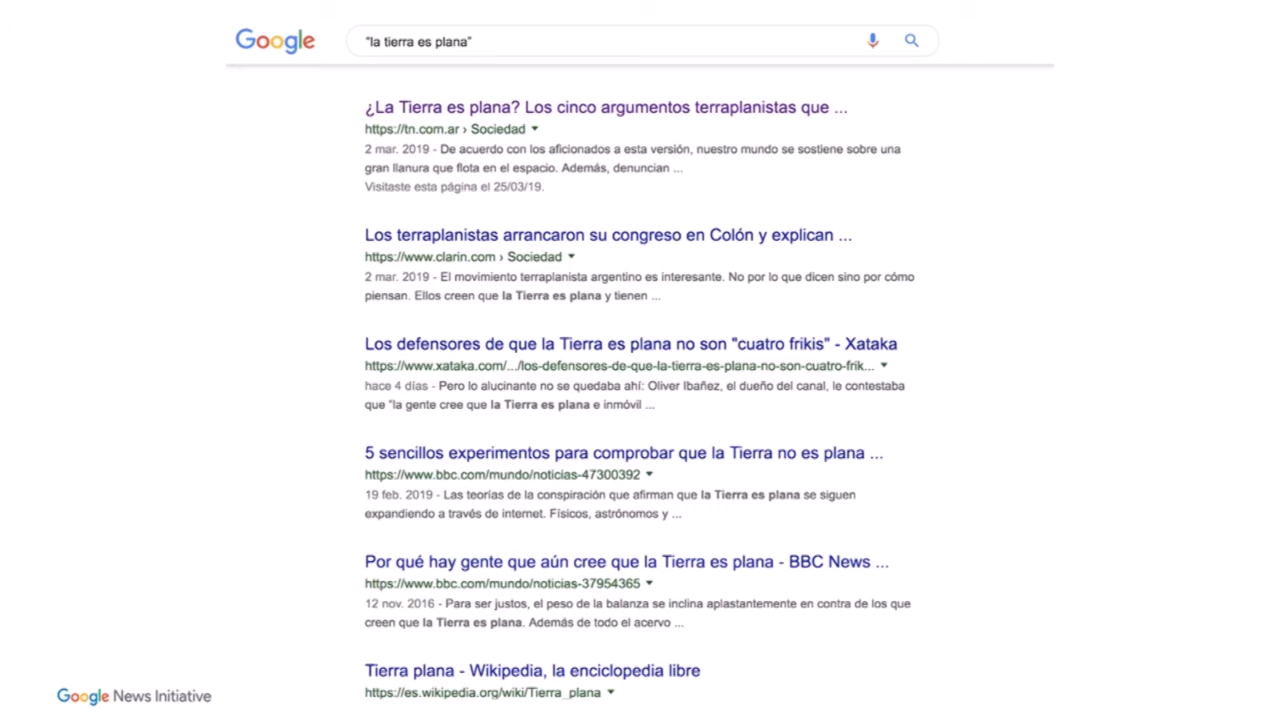 Google
"la tierra es plana"
¿La Tierra es plana? Los cinco argumentos terraplanistas que ...
https://tn.com.ar › Sociedad
2 mar. 2019 - De acuerdo con los aficionados a esta versión, nuestro mundo se sostiene sobre una
gran llanura que flota en el espacio. Además, denuncian ...
Visitaste esta página el 25/03/19.
Los terraplanistas arrancaron su congreso en Colón y explican ...
https://www.clarin.com › Sociedad
2 mar. 2019 - El movimiento terraplanista argentino es interesante. No por lo que dicen sino por cómo
piensan. Ellos creen que la Tierra es plana y tienen ...
Los defensores de que la Tierra es plana no son "cuatro frikis" - Xataka
https://www.xataka.com/.../los-defensores-de-que-la-tierra-es-plana-no-son-cuatro-frik...
hace 4 días - Pero lo alucinante no se quedaba ahí: Oliver Ibañez, el dueño del canal, le contestaba
que "la gente cree que la Tierra es plana e inmóvil ...
5 sencillos experimentos para comprobar que la Tierra no es plana ...
https://www.bbc.com/mundo/noticias-47300392
19 feb. 2019 - Las teorías de la conspiración que afirman que la Tierra es plana se siguen
expandiendo a través de internet. Físicos, astrónomos y ...
Por qué hay gente que aún cree que la Tierra es plana - BBC News ...
https://www.bbc.com/mundo/noticias-37954365
12 nov. 2016 - Para ser justos, el peso de la balanza se inclina aplastantemente en contra de los que
creen que la Tierra es plana. Además de todo el acervo ...
Tierra plana - Wikipedia, la enciclopedia libre
https://es.wikipedia.org/wiki/Tierra_plana
Google News Initiative